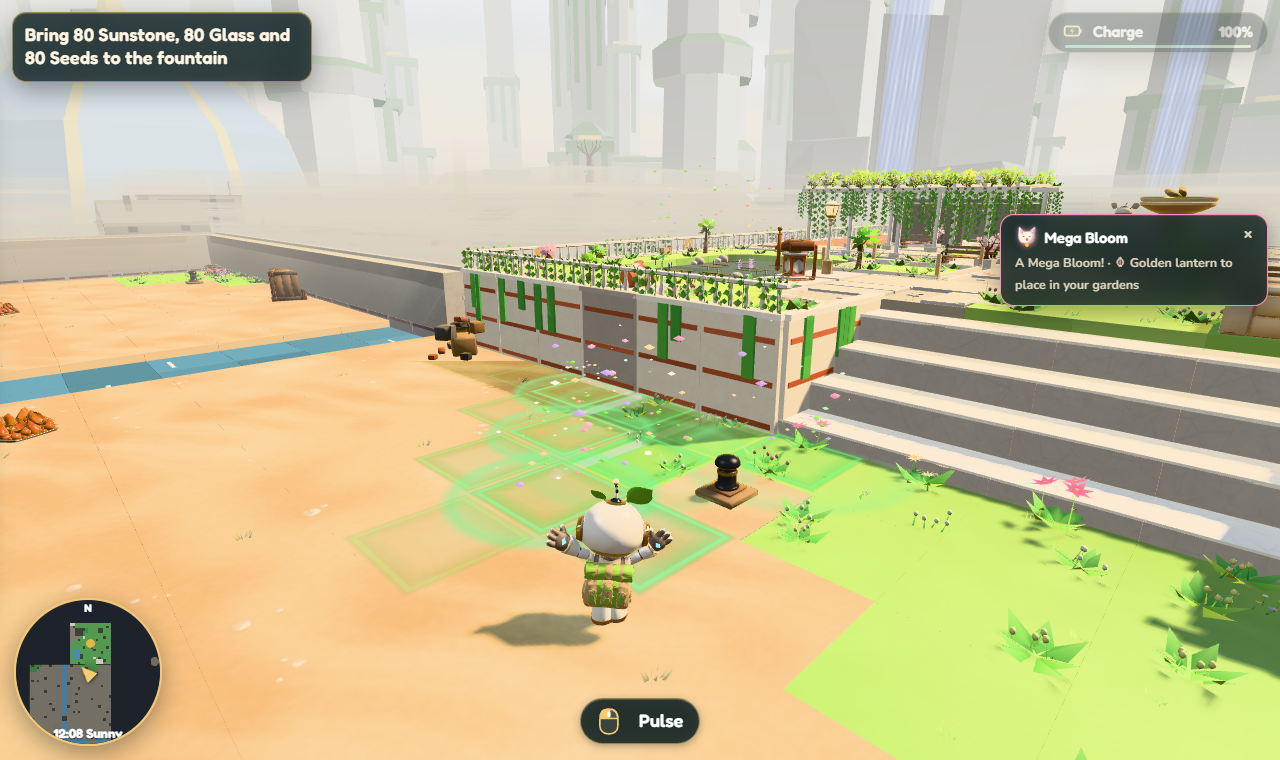 Bring 80 Sunstone, 80 Glass and
80 Seeds to the fountain
Charge 100%
Mega Bloom
A Mega Bloom! · Golden lantern to
place in your gardens
N
12:08 Sunny
Pulse